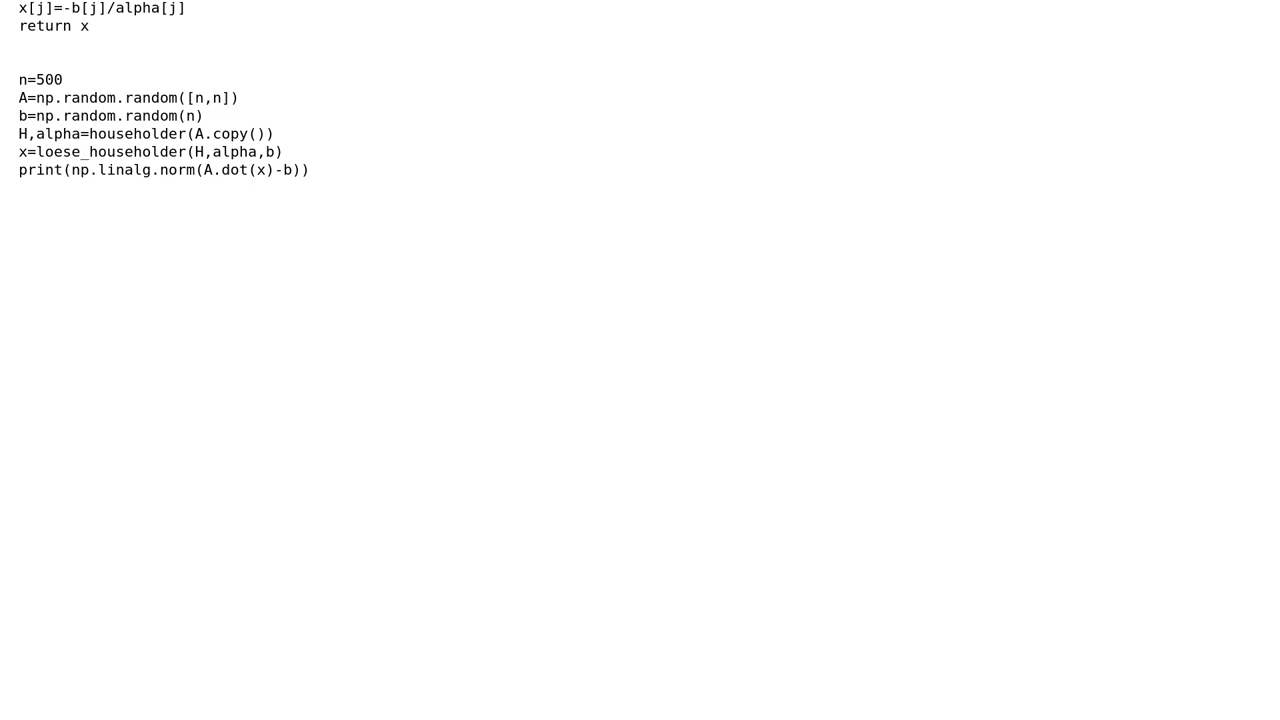 x[j]=-b[j]/alpha[j]
return x
n=500
A=np.random.random([n,n])
b=np.random.random(n)
H,alpha=householder(A.copy())
x=loese_householder(H,alpha,b)
print(np.linalg.norm(A.dot(x)-b))